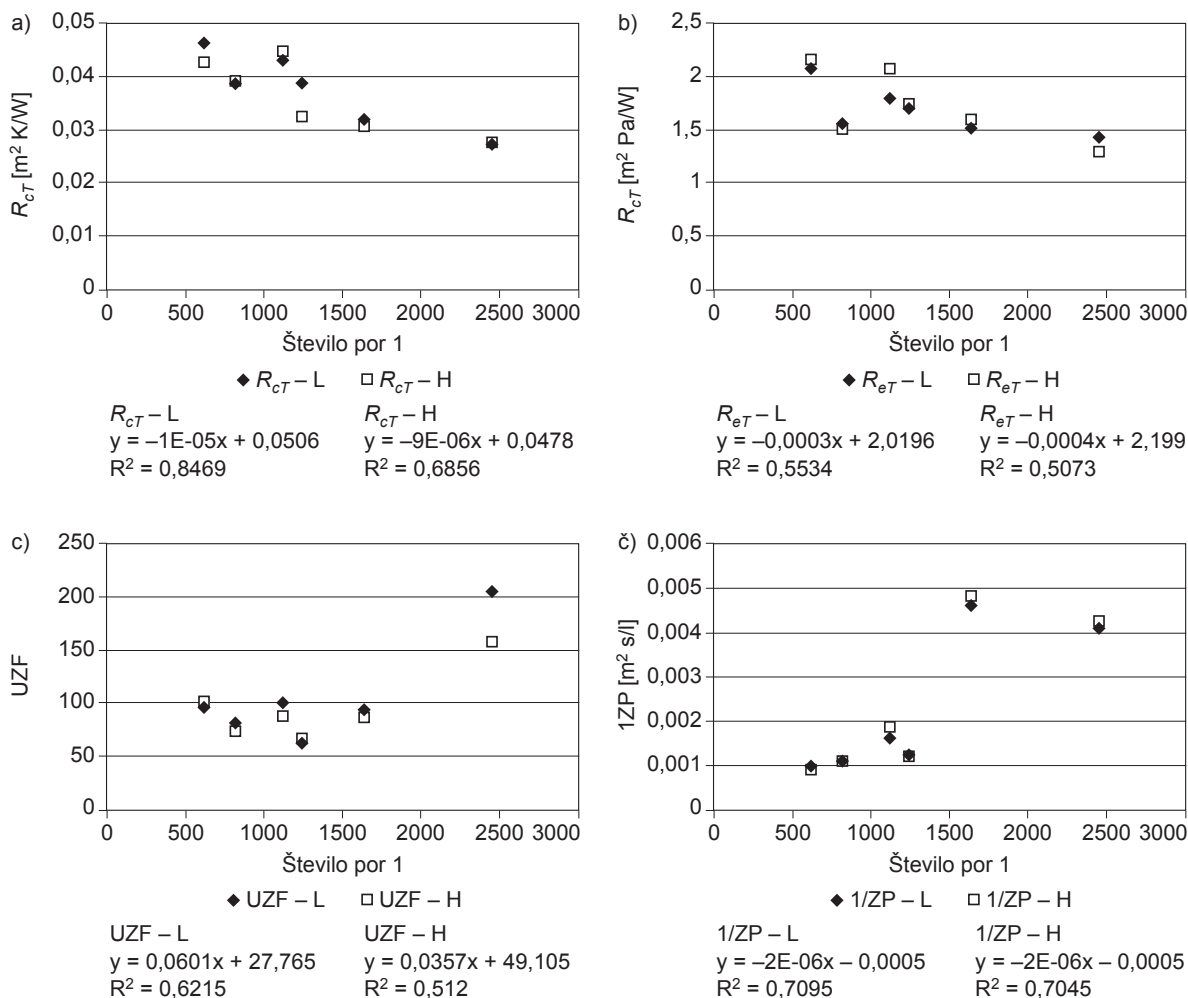 a)
0,05
0,04
0,03
0,02
0,01
0
R_cT [m² K/W]
0 500 1000 1500 2000 2500 3000
Število por 1
◆ R_cT – L □ R_cT – H
R_cT – L R_cT – H
y = –1E-05x + 0,0506 y = –9E-06x + 0,0478
R² = 0,8469 R² = 0,6856
b)
2,5
2
1,5
1
0,5
0
R_cT [m² Pa/W]
0 500 1000 1500 2000 2500 3000
Število por 1
◆ R_eT – L □ R_eT – H
R_eT – L R_eT – H
y = –0,0003x + 2,0196 y = –0,0004x + 2,199
R² = 0,5534 R² = 0,5073
c)
250
200
150
100
50
0
UZF
0 500 1000 1500 2000 2500 3000
Število por 1
◆ UZF – L □ UZF – H
UZF – L UZF – H
y = 0,0601x + 27,765 y = 0,0357x + 49,105
R² = 0,6215 R² = 0,512
č)
0,006
0,005
0,004
0,003
0,002
0,001
0
1ZP [m² s/l]
0 500 1000 1500 2000 2500 3000
Število por 1
◆ 1/ZP – L □ 1/ZP – H
1/ZP – L 1/ZP – H
y = –2E-06x – 0,0005 y = –2E-06x – 0,0005
R² = 0,7095 R² = 0,7045